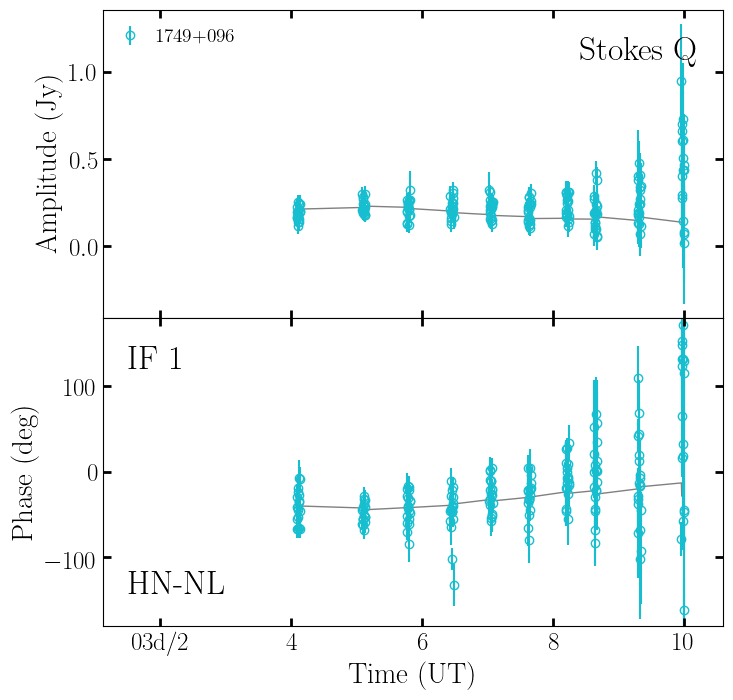 1749+096
Stokes Q
Amplitude (Jy)
1.0
0.5
0.0
IF 1
Phase (deg)
100
0
−100
HN-NL
03d/2
4
6
8
10
Time (UT)